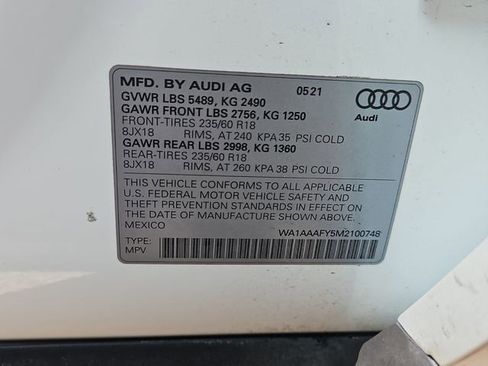 MFD. BY AUDI AG 05 21
GVWR LBS 5489, KG 2490
GAWR FRONT LBS 2756, KG 1250
FRONT-TIRES 235/60 R18
8JX18 RIMS, AT 240 KPA 35 PSI COLD
GAWR REAR LBS 2998, KG 1360
REAR-TIRES 235/60 R18
8JX18 RIMS, AT 260 KPA 38 PSI COLD
Audi
THIS VEHICLE CONFORMS TO ALL APPLICABLE
U.S. FEDERAL MOTOR VEHICLE SAFETY AND
THEFT PREVENTION STANDARDS IN EFFECT ON
THE DATE OF MANUFACTURE SHOWN ABOVE.
MEXICO
WA1AAAFY5M2100748
TYPE:
MPV